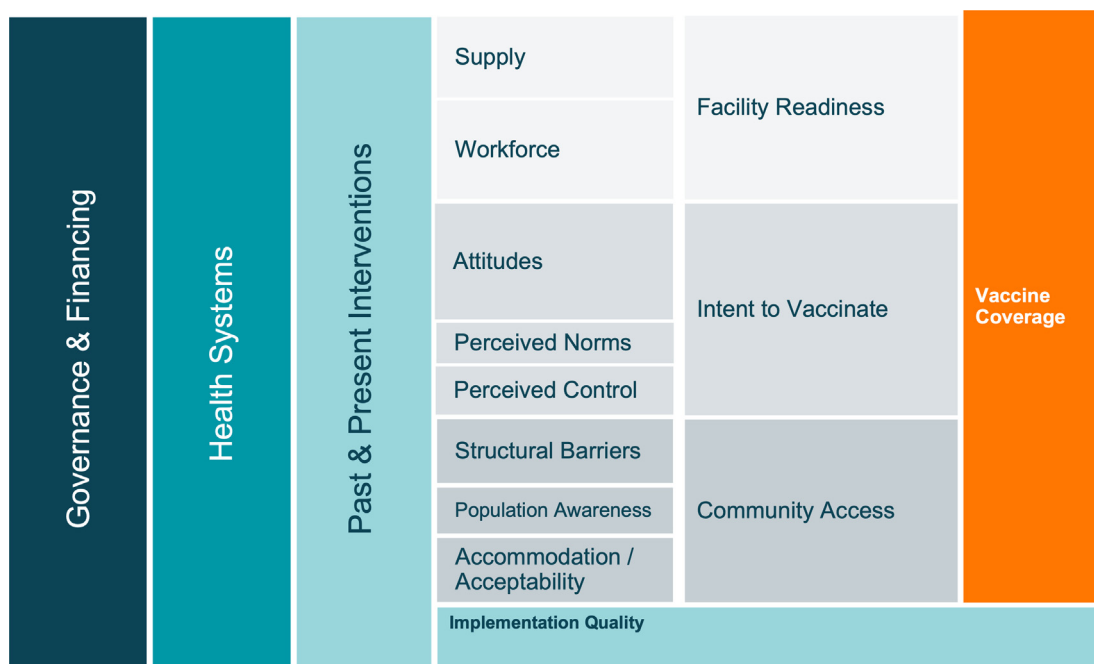 Governance & Financing
Health Systems
Past & Present Interventions
Supply
Workforce
Attitudes
Perceived Norms
Perceived Control
Structural Barriers
Population Awareness
Accommodation /
Acceptability
Facility Readiness
Intent to Vaccinate
Community Access
Vaccine
Coverage
Implementation Quality